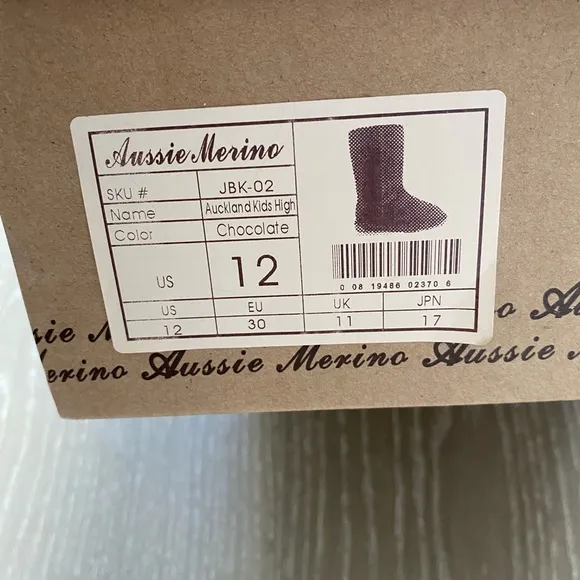 Aussie Merino
SKU # JBK-02
Name Auckland Kids High
Color Chocolate
US 12
0 08 19486 02370 6
US EU UK JPN
12 30 11 17
Aussie Merino Aussie Merino